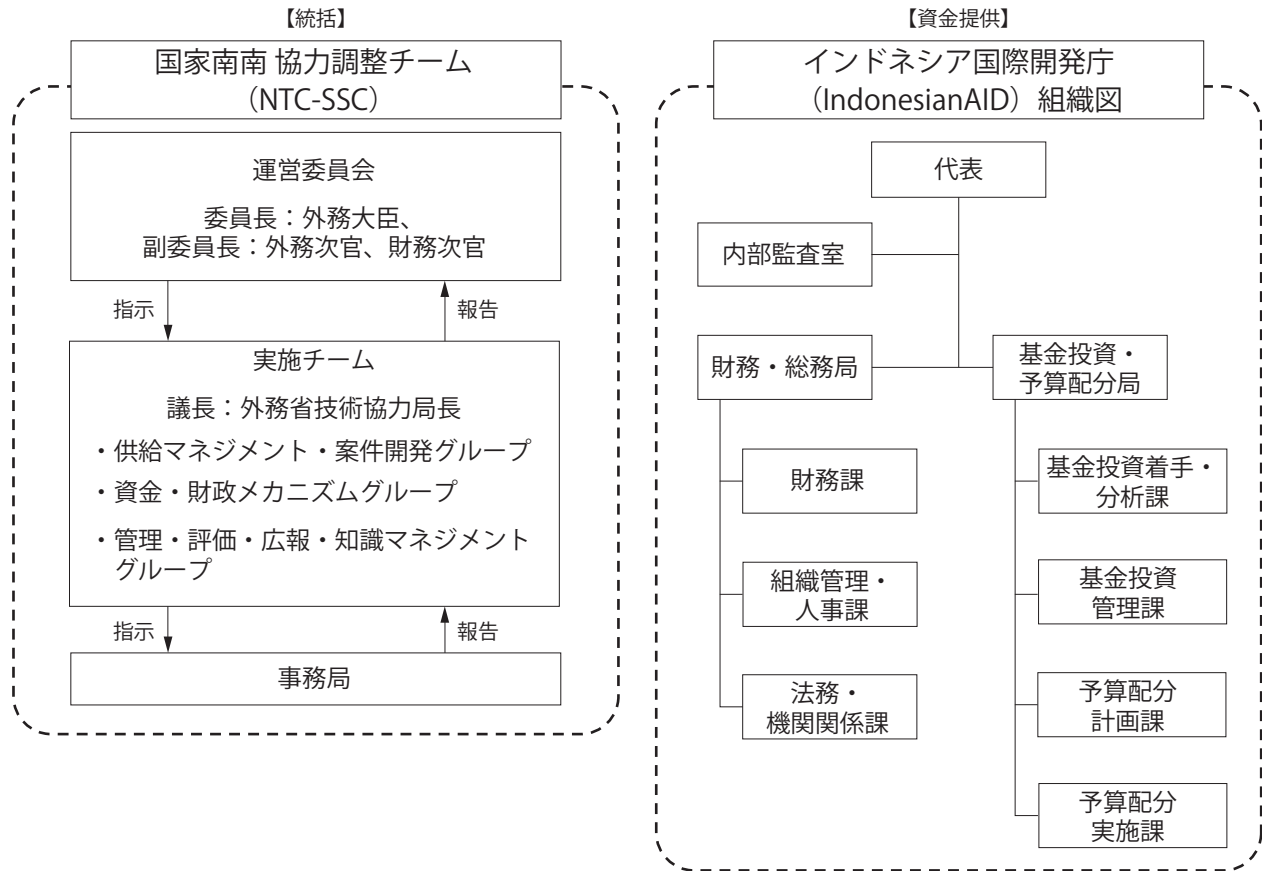 【統括】
国家南南 協力調整チーム
（NTC-SSC）
運営委員会
委員長：外務大臣、
副委員長：外務次官、財務次官
指示
報告
実施チーム
議長：外務省技術協力局長
・供給マネジメント・案件開発グループ
・資金・財政メカニズムグループ
・管理・評価・広報・知識マネジメント
グループ
指示
報告
事務局
【資金提供】
インドネシア国際開発庁
（IndonesianAID）組織図
代表
内部監査室
財務・総務局
財務課
組織管理・
人事課
法務・
機関関係課
基金投資・
予算配分局
基金投資着手・
分析課
基金投資
管理課
予算配分
計画課
予算配分
実施課